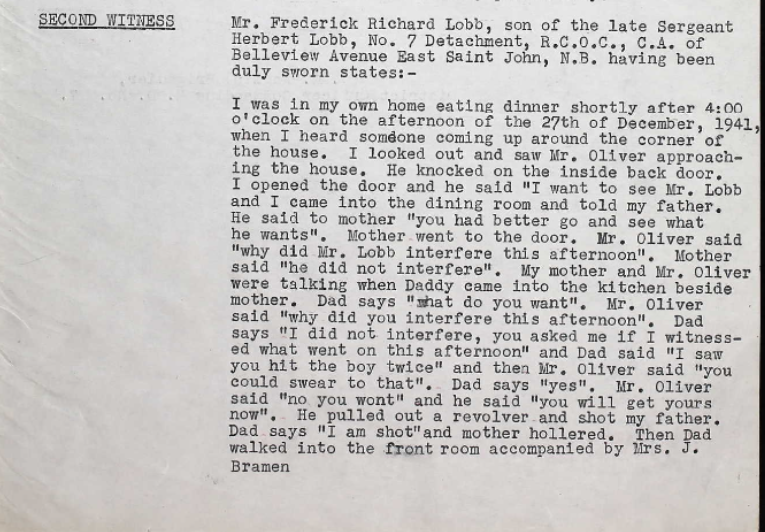 SECOND WITNESS
Mr. Frederick Richard Lobb, son of the late Sergeant
Herbert Lobb, No. 7 Detachment, R.C.O.C., C.A. of
Belleview Avenue East Saint John, N.B. having been
duly sworn states:-
I was in my own home eating dinner shortly after 4:00
o'clock on the afternoon of the 27th of December, 1941,
when I heard someone coming up around the corner of
the house.  I looked out and saw Mr. Oliver approach-
ing the house.  He knocked on the inside back door.
I opened the door and he said "I want to see Mr. Lobb
and I came into the dining room and told my father.
He said to mother "you had better go and see what
he wants".  Mother went to the door.  Mr. Oliver said
"why did Mr. Lobb interfere this afternoon".  Mother
said "he did not interfere".  My mother and Mr. Oliver
were talking when Daddy came into the kitchen beside
mother.  Dad says "what do you want".  Mr. Oliver
said "why did you interfere this afternoon".  Dad
says "I did not interfere, you asked me if I witness-
ed what went on this afternoon" and Dad said "I saw
you hit the boy twice" and then Mr. Oliver said "you
could swear to that".  Dad says "yes".  Mr. Oliver
said "no you wont" and he said "you will get yours
now".  He pulled out a revolver and shot my father.
Dad says "I am shot"and mother hollered.  Then Dad
walked into the front room accompanied by Mrs. J.
Bramen